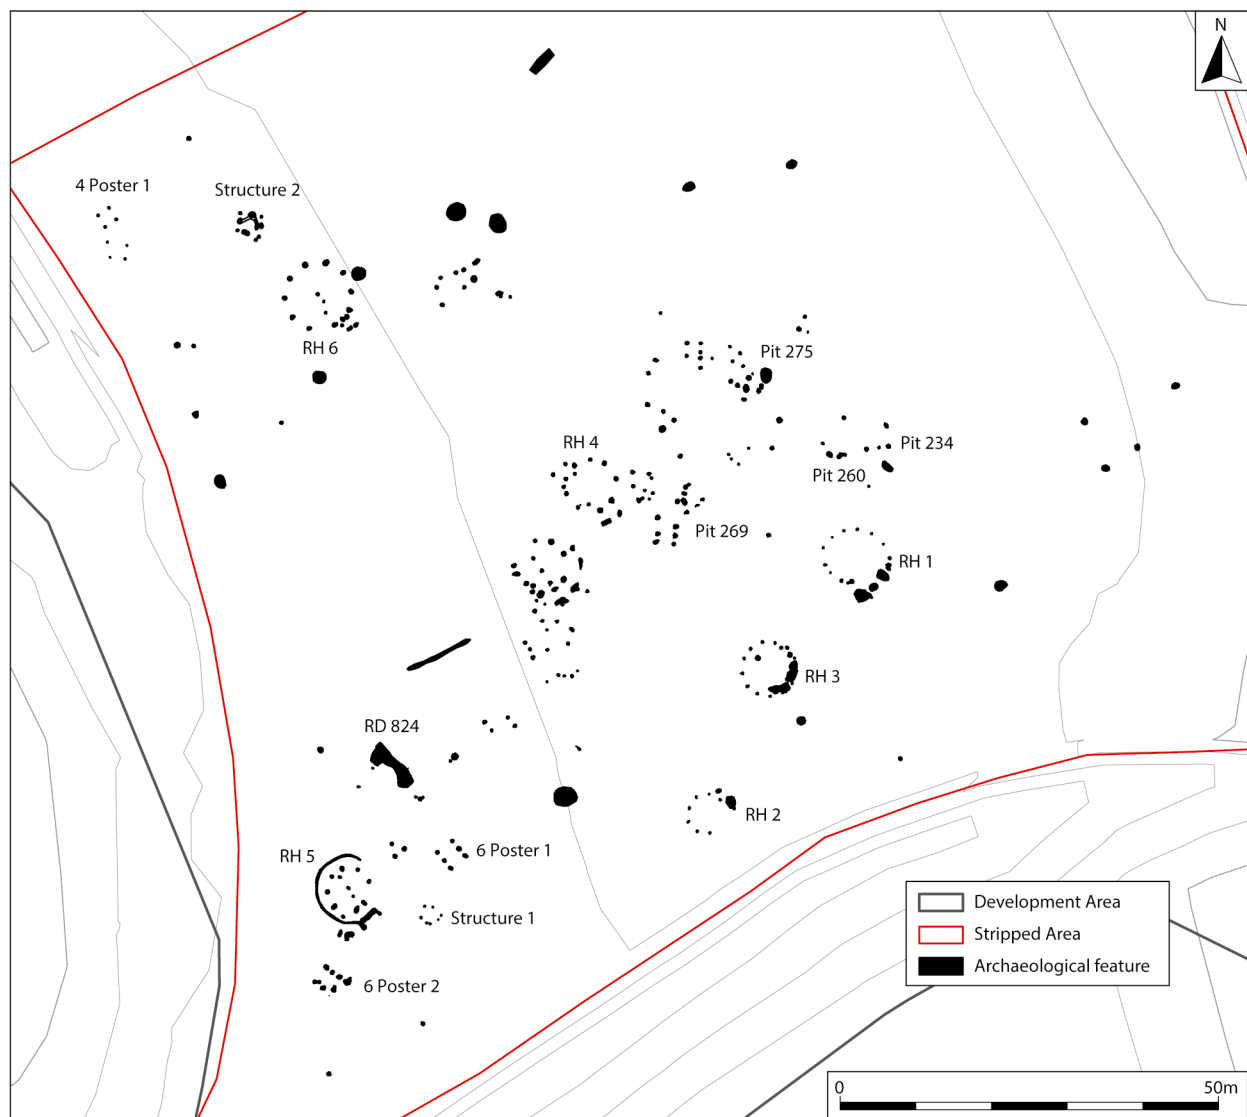 N
4 Poster 1
Structure 2
RH 6
Pit 275
RH 4
Pit 234
Pit 260
Pit 269
RH 1
RH 3
RD 824
RH 2
RH 5
6 Poster 1
Structure 1
6 Poster 2
Development Area
Stripped Area
Archaeological feature
0 50m